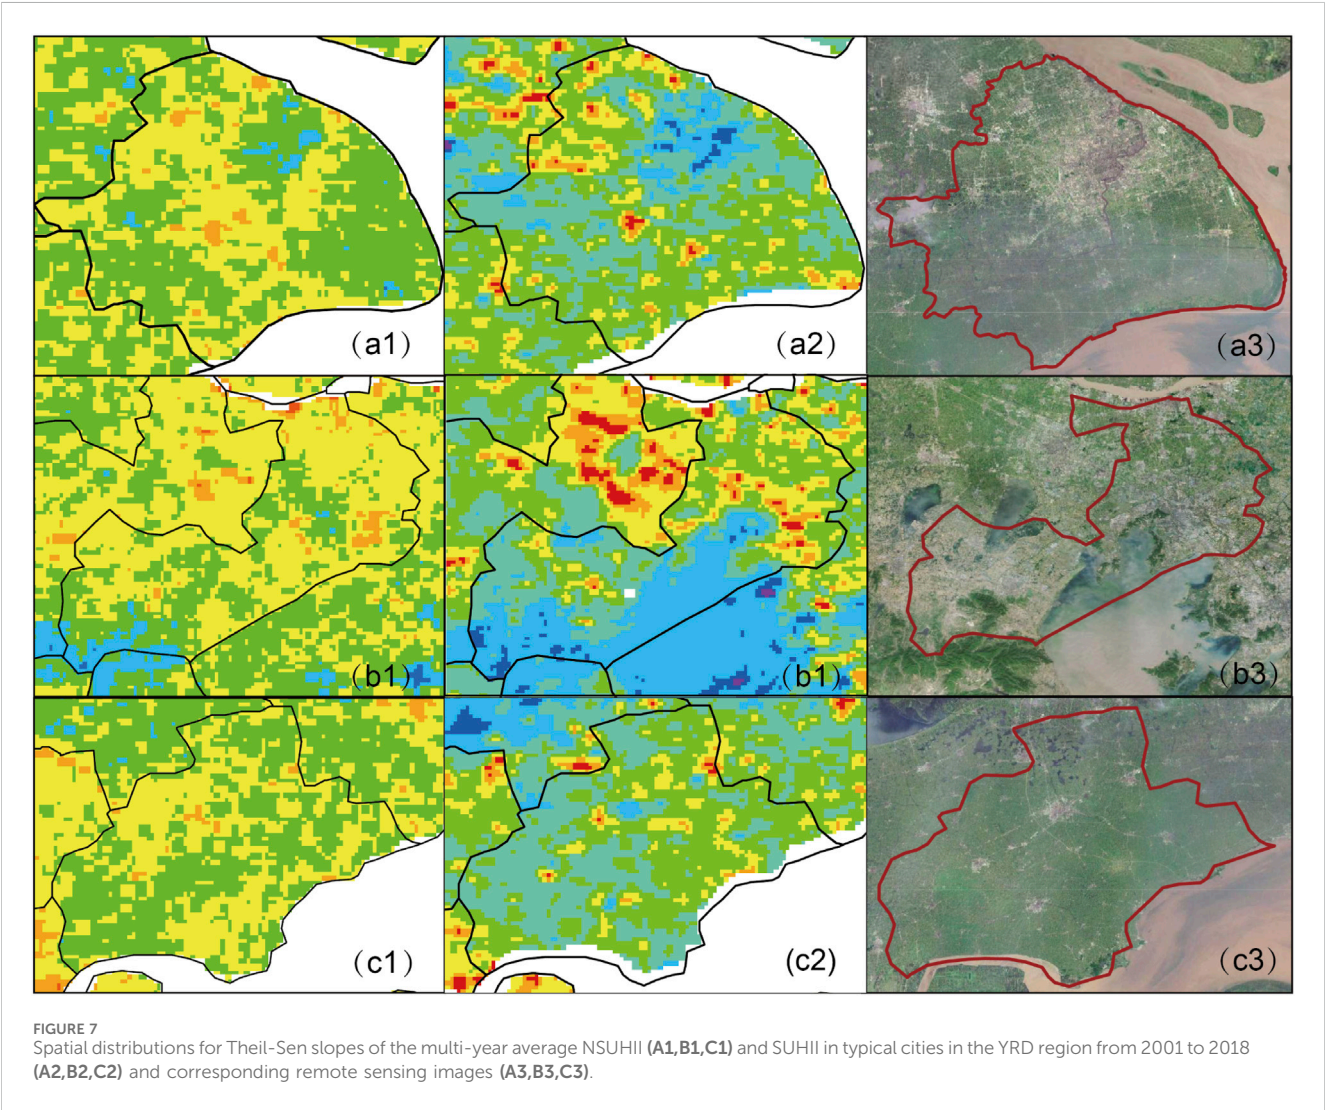 （a1）
（a2）
（a3）
（b1）
（b1）
（b3）
（c1）
(c2)
（c3）
FIGURE 7
Spatial distributions for Theil-Sen slopes of the multi-year average NSUHII (A1,B1,C1) and SUHII in typical cities in the YRD region from 2001 to 2018
(A2,B2,C2) and corresponding remote sensing images (A3,B3,C3).